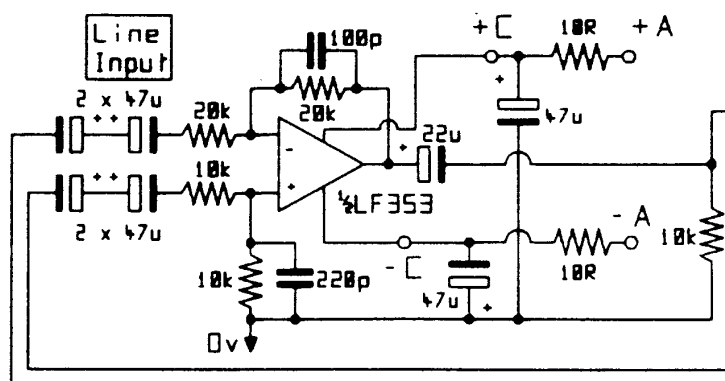 Line
Input
100p
20k
+C
10R
+A
2 x 47u
++
20k
+
47u
-
+
22u
++
10k
+
½LF353
2 x 47u
-A
10k
10k
220p
-C
10R
47u
+
0v